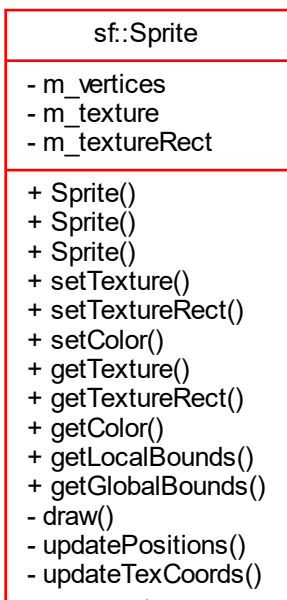 sf::Sprite
- m_vertices
- m_texture
- m_textureRect
+ Sprite()
+ Sprite()
+ Sprite()
+ setTexture()
+ setTextureRect()
+ setColor()
+ getTexture()
+ getTextureRect()
+ getColor()
+ getLocalBounds()
+ getGlobalBounds()
- draw()
- updatePositions()
- updateTexCoords()